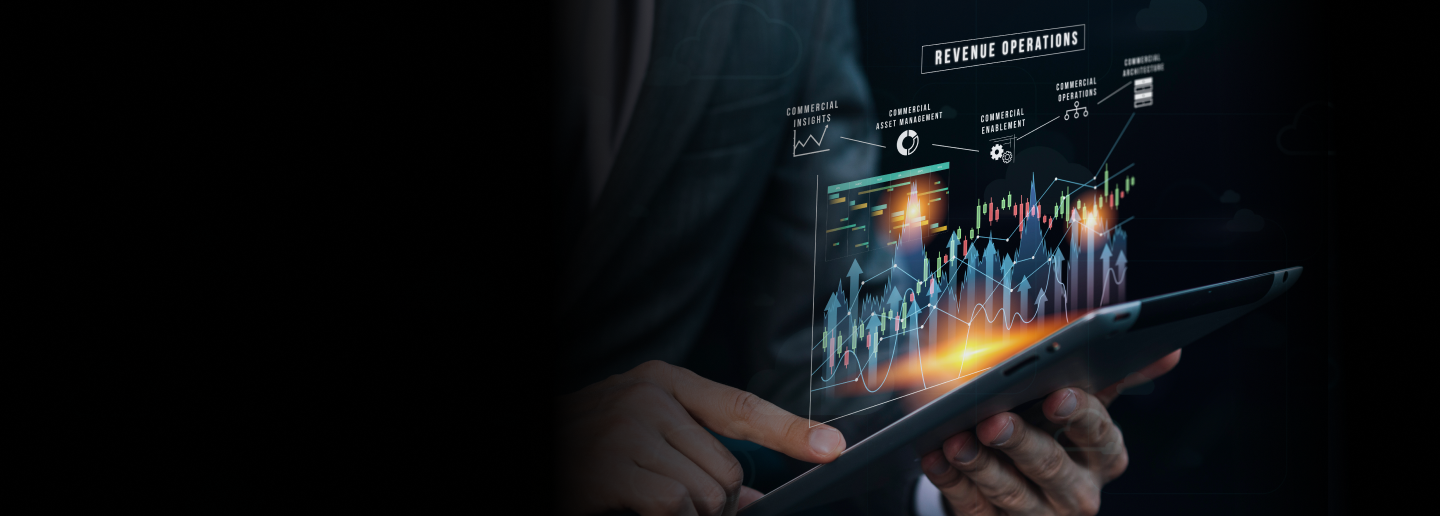 REVENUE OPERATIONS
COMMERCIAL
INSIGHTS
COMMERCIAL
ASSET MANAGEMENT
COMMERCIAL
ENABLEMENT
COMMERCIAL
OPERATIONS
COMMERCIAL
ARCHITECTURE